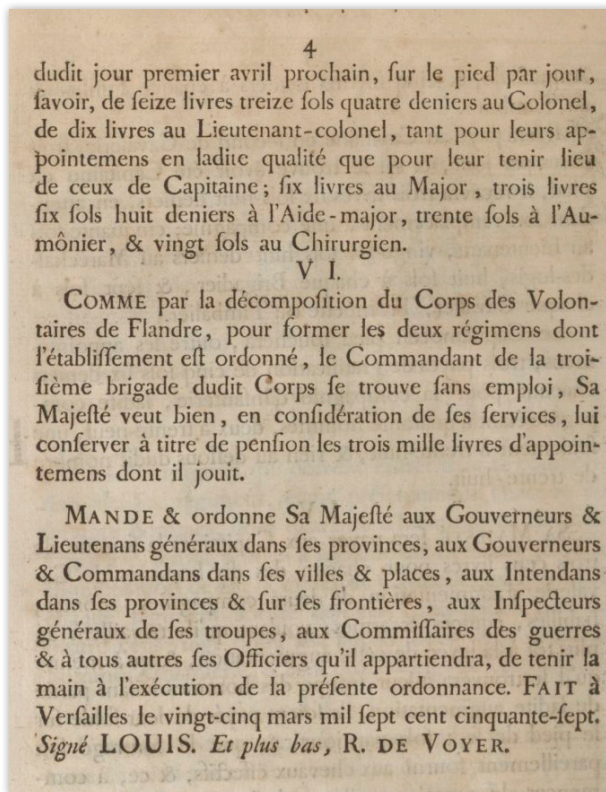 4
dudit jour premier avril prochain, ſur le pied par jour,
ſavoir, de ſeize livres treize ſols quatre deniers au Colonel,
de dix livres au Lieutenant-colonel, tant pour leurs ap-
pointemens en ladite qualité que pour leur tenir lieu
de ceux de Capitaine; ſix livres au Major, trois livres
ſix ſols huit deniers à l'Aide-major, trente ſols à l'Au-
mônier, & vingt ſols au Chirurgien.
V I.
COMME par la décompoſition du Corps des Volon-
taires de Flandre, pour former les deux régimens dont
l'établiſſement eſt ordonné, le Commandant de la troi-
ſième brigade dudit Corps ſe trouve ſans emploi, Sa
Majeſté veut bien, en conſidération de ſes ſervices, lui
conſerver à titre de penſion les trois mille livres d'appoin-
temens dont il jouit.
MANDE & ordonne Sa Majeſté aux Gouverneurs &
Lieutenans généraux dans ſes provinces, aux Gouverneurs
& Commandans dans ſes villes & places, aux Intendans
dans ſes provinces & ſur ſes frontières, aux Inſpecteurs
généraux de ſes troupes, aux Commiſſaires des guerres
& à tous autres ſes Officiers qu'il appartiendra, de tenir la
main à l'exécution de la préſente ordonnance. FAIT à
Verſailles le vingt-cinq mars mil ſept cent cinquante-ſept.
Signé LOUIS. Et plus bas, R. DE VOYER.